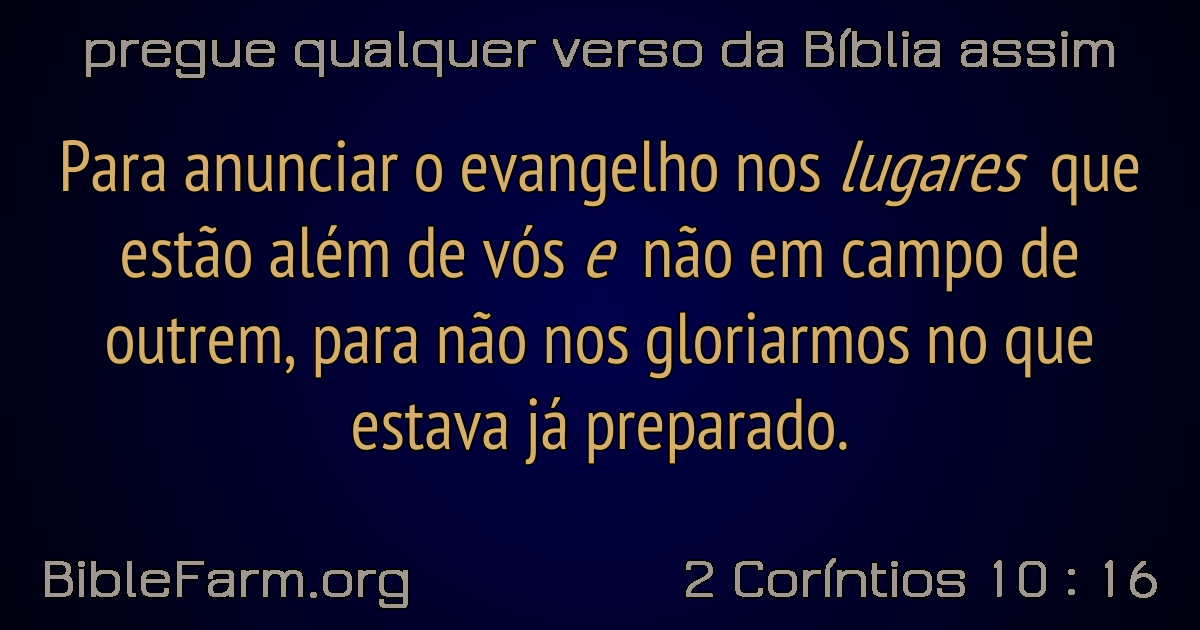 pregue qualquer verso da Bíblia assim
Para anunciar o evangelho nos lugares que
estão além de vós e não em campo de
outrem, para não nos gloriarmos no que
estava já preparado.
BibleFarm.org
2 Coríntios 10 : 16